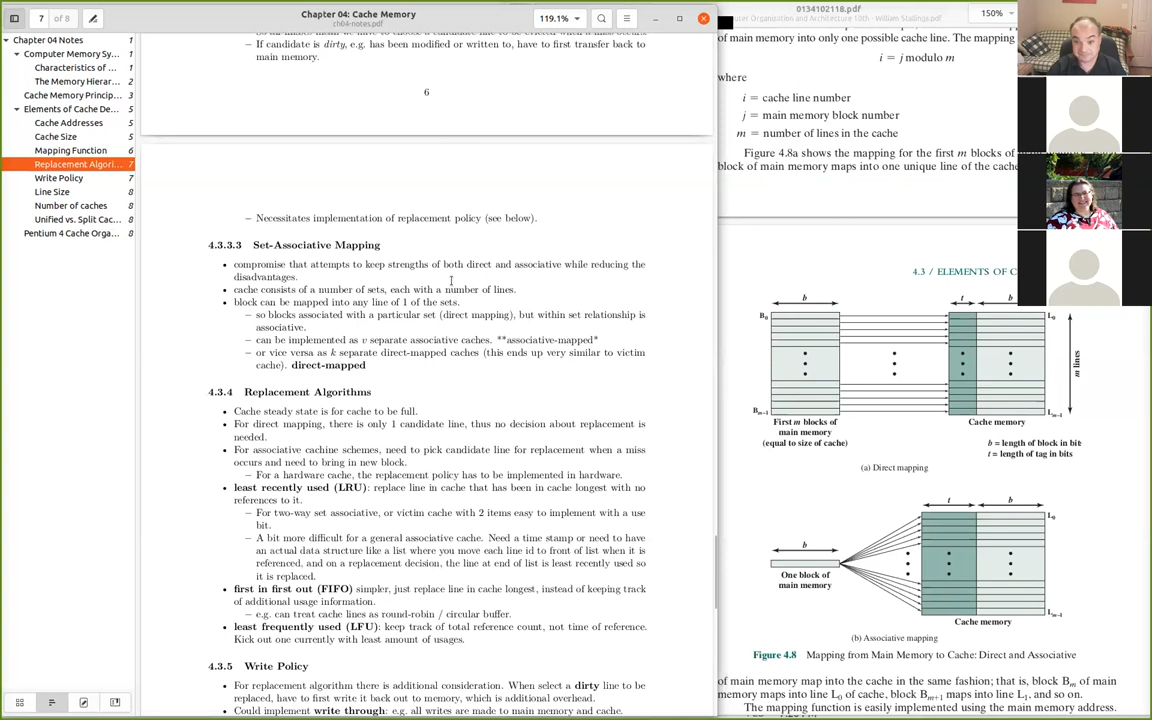 7 of 8
Chapter 04: Cache Memory
ch04-notes.pdf
119.1%
Chapter 04 Notes 1
Computer Memory Sy... 1
Characteristics of ... 1
The Memory Hierar... 2
Cache Memory Princip... 3
Elements of Cache De... 5
Cache Addresses 5
Cache Size 5
Mapping Function 6
Replacement Algori... 7
Write Policy 7
Line Size 8
Number of caches 8
Unified vs. Split Cac... 8
Pentium 4 Cache Orga...
– If candidate is dirty, e.g. has been modified or written to, have to first transfer back to
main memory.
6
– Necessitates implementation of replacement policy (see below).
4.3.3.3 Set-Associative Mapping
• compromise that attempts to keep strengths of both direct and associative while reducing the
disadvantages.
• cache consists of a number of sets, each with a number of lines.
• block can be mapped into any line of 1 of the sets.
– so blocks associated with a particular set (direct mapping), but within set relationship is
associative.
– can be implemented as v separate associative caches. **associative-mapped*
– or vice versa as k separate direct-mapped caches (this ends up very similar to victim
cache). direct-mapped
4.3.4 Replacement Algorithms
• Cache steady state is for cache to be full.
• For direct mapping, there is only 1 candidate line, thus no decision about replacement is
needed.
• For associative cachine schemes, need to pick candidate line for replacement when a miss
occurs and need to bring in new block.
– For a hardware cache, the replacement policy has to be implemented in hardware.
• least recently used (LRU): replace line in cache that has been in cache longest with no
references to it.
– For two-way set associative, or victim cache with 2 items easy to implement with a use
bit.
– A bit more difficult for a general associative cache. Need a time stamp or need to have
an actual data structure like a list where you move each line id to front of list when it is
referenced, and on a replacement decision, the line at end of list is least recently used so
it is replaced.
• first in first out (FIFO) simpler, just replace line in cache longest, instead of keeping track
of additional usage information.
– e.g. can treat cache lines as round-robin / circular buffer.
• least frequently used (LFU): keep track of total reference count, not time of reference.
Kick out one currently with least amount of usages.
4.3.5 Write Policy
• For replacement algorithm there is additional consideration. When select a dirty line to be
replaced, have to first write it back out to memory, which is additional overhead.
• Could implement write through: e.g. all writes are made to main memory and cache.
0134102118.pdf
uter Organization and Architecture 10th - William Stallings.pdf
150%
of main memory into only one possible cache line. The mapping
i = j modulo m
where
i = cache line number
j = main memory block number
m = number of lines in the cache
Figure 4.8a shows the mapping for the first m blocks of
block of main memory maps into one unique line of the cache
4.3 / ELEMENTS OF C
b t b
B0 L0
m lines
Bm–1 Lm–1
First m blocks of
main memory
(equal to size of cache)
Cache memory
b = length of block in bits
t = length of tag in bits
(a) Direct mapping
t b
L0
b
One block of
main memory
Lm–1
Cache memory
(b) Associative mapping
Figure 4.8 Mapping from Main Memory to Cache: Direct and Associative
of main memory map into the cache in the same fashion; that is, block Bm of main
memory maps into line L0 of cache, block Bm+1 maps into line L1, and so on.
The mapping function is easily implemented using the main memory address.